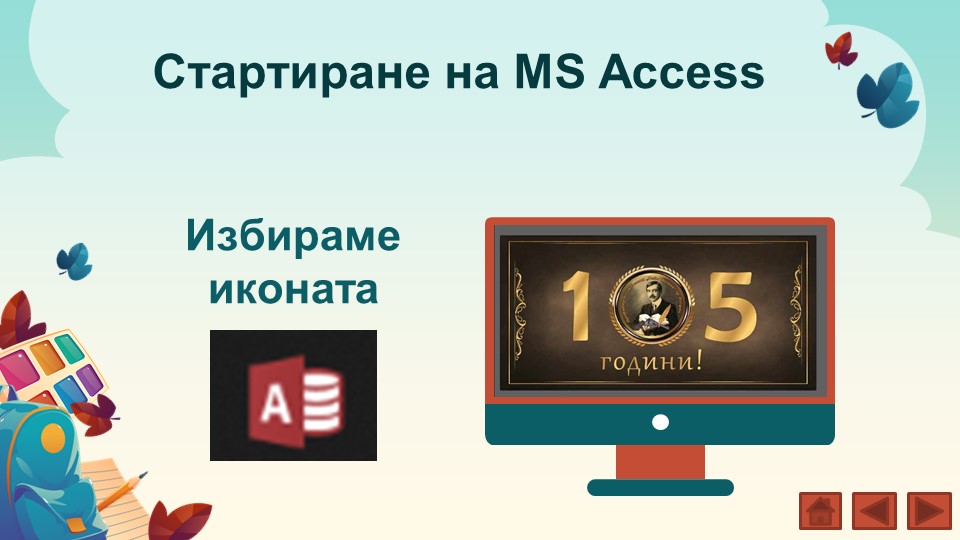 Стартиране на MS Access
Избираме
иконата
A
105
години!